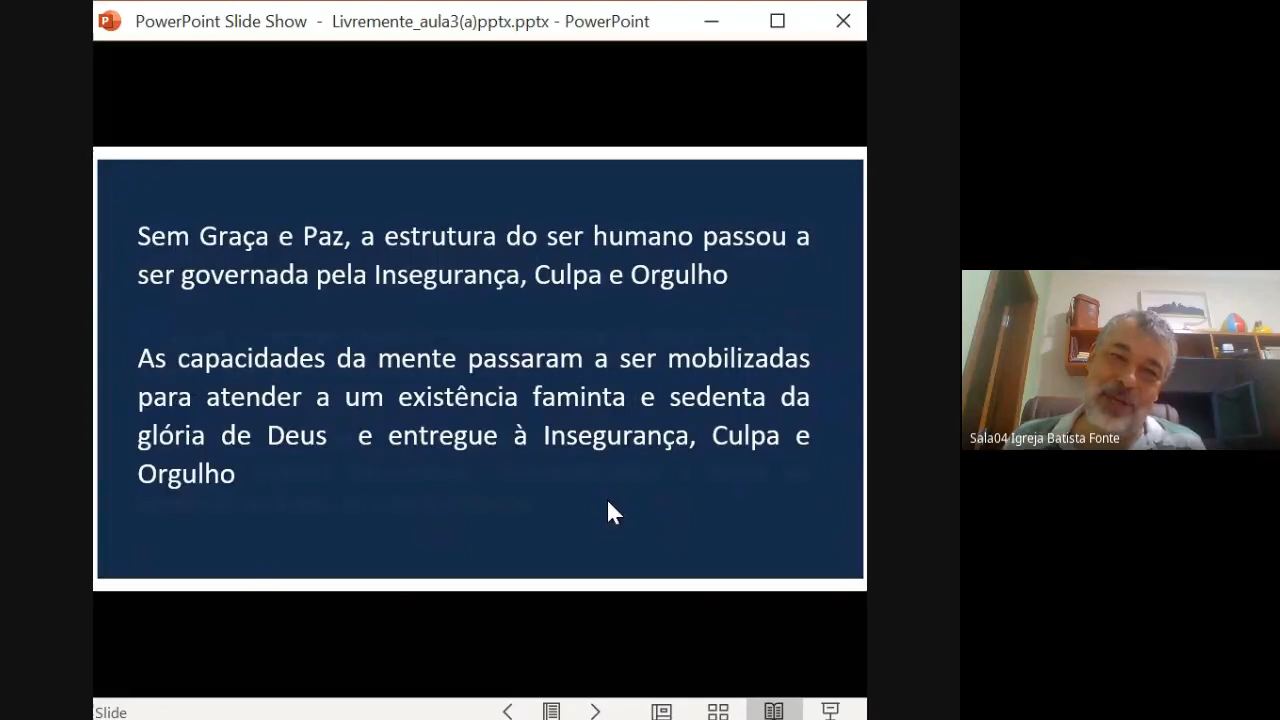 PowerPoint Slide Show - Livremente_aula3(a)pptx.pptx - PowerPoint
Sem Graça e Paz, a estrutura do ser humano passou a
ser governada pela Insegurança, Culpa e Orgulho
As capacidades da mente passaram a ser mobilizadas
para atender a um existência faminta e sedenta da
glória de Deus e entregue à Insegurança, Culpa e
Orgulho
Sala04 Igreja Batista Fonte
Slide